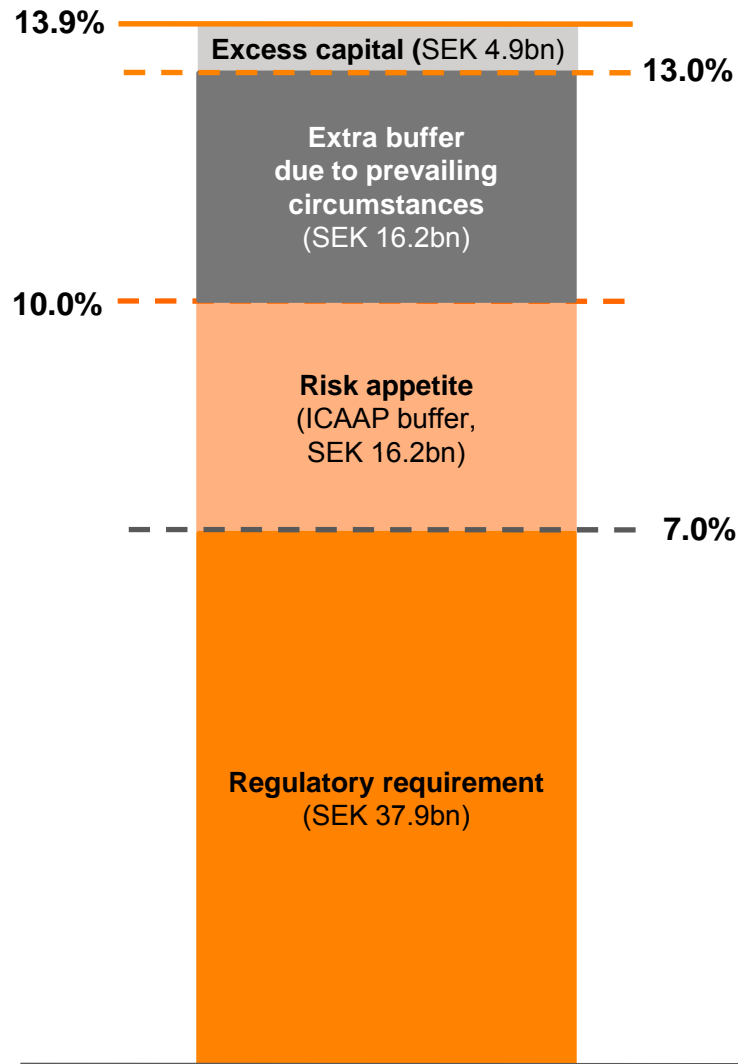 13.9%
Excess capital (SEK 4.9bn)
13.0%
Extra buffer
due to prevailing
circumstances
(SEK 16.2bn)
10.0%
Risk appetite
(ICAAP buffer,
SEK 16.2bn)
7.0%
Regulatory requirement
(SEK 37.9bn)